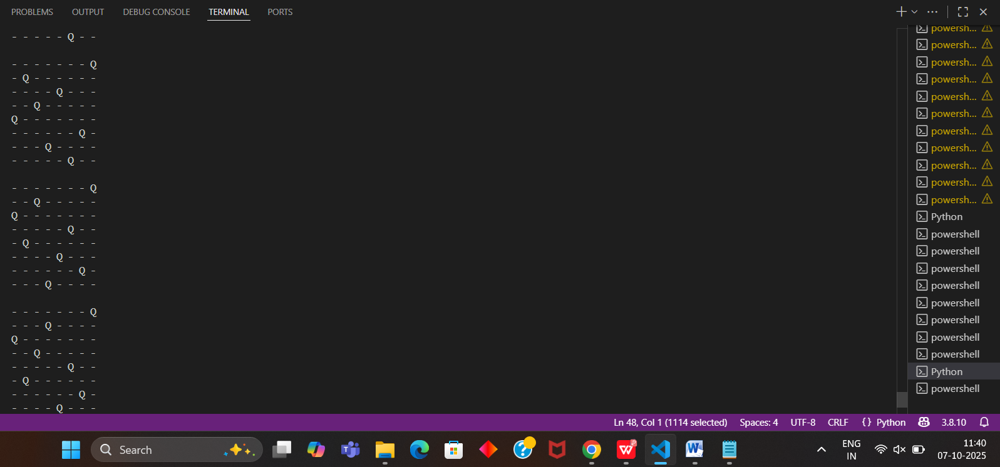 PROBLEMS OUTPUT DEBUG CONSOLE TERMINAL PORTS
- - - - - Q - -
- - - - - - - Q
- Q - - - - - -
- - - - Q - - -
- - Q - - - - -
Q - - - - - - -
- - - - - - Q -
- - - Q - - - -
- - - - - Q - -
- - - - - - - Q
- - Q - - - - -
Q - - - - - - -
- - - - - Q - -
- Q - - - - - -
- - - - Q - - -
- - - - - - Q -
- - - Q - - - -
- - - - - - - Q
- - - Q - - - -
Q - - - - - - -
- - Q - - - - -
- - - - - Q - -
- Q - - - - - -
- - - - - - Q -
- - - - Q - - -
powersh...
powersh...
powersh...
powersh...
powersh...
powersh...
powersh...
powersh...
powersh...
powersh...
powersh...
Python
powershell
powershell
powershell
powershell
powershell
powershell
powershell
powershell
Python
powershell
Ln 48, Col 1 (1114 selected) Spaces: 4 UTF-8 CRLF {} Python 3.8.10
Search
ENG
IN
11:40
07-10-2025